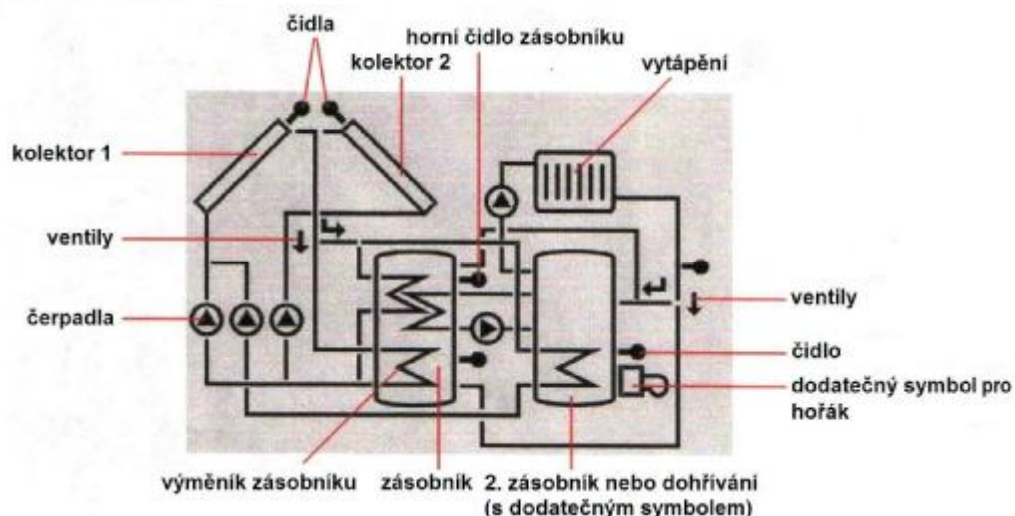 čidla
horní čidlo zásobníku
kolektor 2
vytápění
kolektor 1
ventily
ventily
čerpadla
čidlo
dodatečný symbol pro
hořák
výměník zásobníku
zásobník
2. zásobník nebo dohříváni
(s dodatečným symbolem)